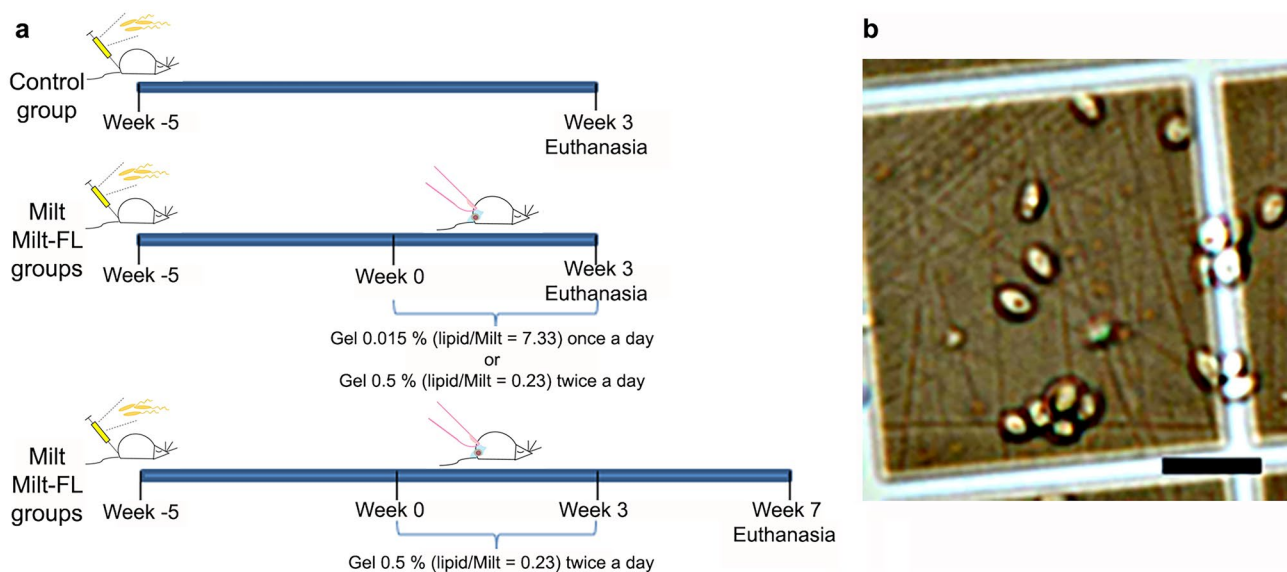 a
Control
group
Week -5
Week 3
Euthanasia
Milt
Milt-FL
groups
Week -5
Week 0
Week 3
Euthanasia
Gel 0.015 % (lipid/Milt = 7.33) once a day
or
Gel 0.5 % (lipid/Milt = 0.23) twice a day
Milt
Milt-FL
groups
Week -5
Week 0
Week 3
Week 7
Euthanasia
Gel 0.5 % (lipid/Milt = 0.23) twice a day
b